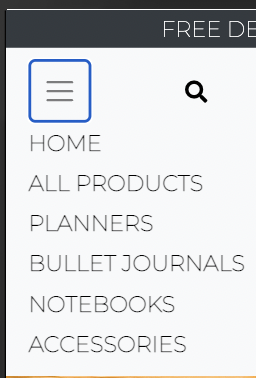 FREE DE
HOME
ALL PRODUCTS
PLANNERS
BULLET JOURNALS
NOTEBOOKS
ACCESSORIES